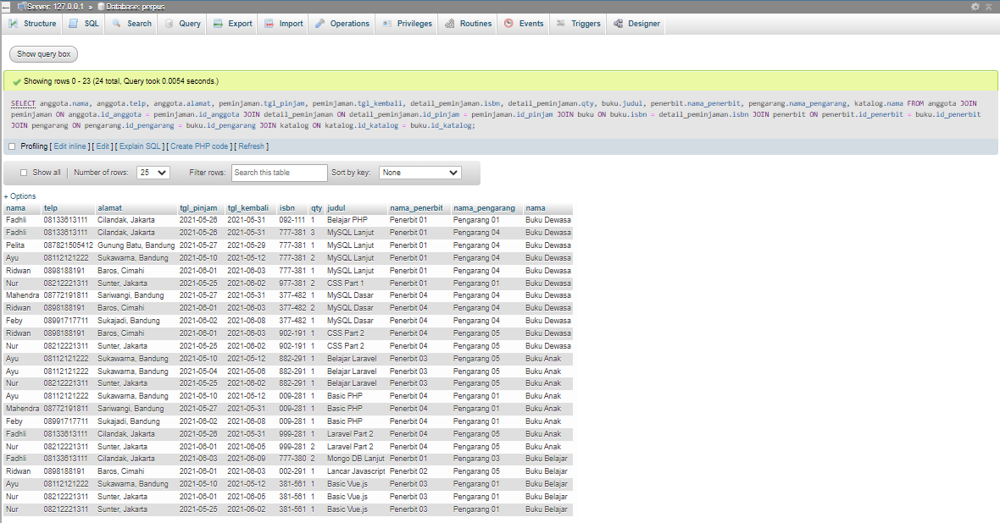 Server: 127.0.0.1 » Database: perpus
Structure SQL Search Query Export Import Operations Privileges Routines Events Triggers Designer
Show query box
Showing rows 0 - 23 (24 total, Query took 0.0054 seconds.)
SELECT anggota.nama, anggota.telp, anggota.alamat, peminjaman.tgl_pinjam, peminjaman.tgl_kembali, detail_peminjaman.isbn, detail_peminjaman.qty, buku.judul, penerbit.nama_penerbit, pengarang.nama_pengarang, katalog.nama FROM anggota JOIN
peminjaman ON anggota.id_anggota = peminjaman.id_anggota JOIN detail_peminjaman ON detail_peminjaman.id_pinjam = peminjaman.id_pinjam JOIN buku ON buku.isbn = detail_peminjaman.isbn JOIN penerbit ON penerbit.id_penerbit = buku.id_penerbit
JOIN pengarang ON pengarang.id_pengarang = buku.id_pengarang JOIN katalog ON katalog.id_katalog = buku.id_katalog;
Profiling [ Edit inline ] [ Edit ] [ Explain SQL ] [ Create PHP code ] [ Refresh ]
Show all | Number of rows: 25 Filter rows: Search this table Sort by key: None
+ Options
nama telp alamat tgl_pinjam tgl_kembali isbn qty judul nama_penerbit nama_pengarang nama
Fadhli 08133613111 Cilandak, Jakarta 2021-05-26 2021-05-31 092-111 1 Belajar PHP Penerbit 01 Pengarang 01 Buku Dewasa
Fadhli 08133613111 Cilandak, Jakarta 2021-05-26 2021-05-31 777-381 3 MySQL Lanjut Penerbit 01 Pengarang 04 Buku Dewasa
Pelita 087821505412 Gunung Batu, Bandung 2021-05-27 2021-05-29 777-381 1 MySQL Lanjut Penerbit 01 Pengarang 04 Buku Dewasa
Ayu 08112121222 Sukawarna, Bandung 2021-05-10 2021-05-12 777-381 2 MySQL Lanjut Penerbit 01 Pengarang 04 Buku Dewasa
Ridwan 0898188191 Baros, Cimahi 2021-06-01 2021-06-03 777-381 1 MySQL Lanjut Penerbit 01 Pengarang 04 Buku Dewasa
Nur 08212221311 Sunter, Jakarta 2021-05-25 2021-06-02 977-381 2 CSS Part 1 Penerbit 01 Pengarang 01 Buku Dewasa
Mahendra 08772191811 Sariwangi, Bandung 2021-05-27 2021-05-31 377-482 1 MySQL Dasar Penerbit 04 Pengarang 04 Buku Dewasa
Ridwan 0898188191 Baros, Cimahi 2021-06-01 2021-06-03 377-482 2 MySQL Dasar Penerbit 04 Pengarang 04 Buku Dewasa
Feby 08991717711 Sukajadi, Bandung 2021-06-02 2021-06-08 377-482 1 MySQL Dasar Penerbit 04 Pengarang 04 Buku Dewasa
Ridwan 0898188191 Baros, Cimahi 2021-06-01 2021-06-03 902-191 1 CSS Part 2 Penerbit 04 Pengarang 05 Buku Dewasa
Nur 08212221311 Sunter, Jakarta 2021-05-25 2021-06-02 902-191 1 CSS Part 2 Penerbit 04 Pengarang 05 Buku Dewasa
Ayu 08112121222 Sukawarna, Bandung 2021-05-10 2021-05-12 882-291 1 Belajar Laravel Penerbit 03 Pengarang 05 Buku Anak
Ayu 08112121222 Sukawarna, Bandung 2021-05-04 2021-05-06 882-291 1 Belajar Laravel Penerbit 03 Pengarang 05 Buku Anak
Nur 08212221311 Sunter, Jakarta 2021-05-25 2021-06-02 882-291 1 Belajar Laravel Penerbit 03 Pengarang 05 Buku Anak
Ayu 08112121222 Sukawarna, Bandung 2021-05-10 2021-05-12 009-281 1 Basic PHP Penerbit 04 Pengarang 01 Buku Anak
Mahendra 08772191811 Sariwangi, Bandung 2021-05-27 2021-05-31 009-281 1 Basic PHP Penerbit 04 Pengarang 01 Buku Anak
Feby 08991717711 Sukajadi, Bandung 2021-06-02 2021-06-08 009-281 1 Basic PHP Penerbit 04 Pengarang 01 Buku Anak
Fadhli 08133613111 Cilandak, Jakarta 2021-05-26 2021-05-31 999-281 1 Laravel Part 2 Penerbit 04 Pengarang 05 Buku Anak
Nur 08212221311 Sunter, Jakarta 2021-06-01 2021-06-05 999-281 2 Laravel Part 2 Penerbit 04 Pengarang 05 Buku Anak
Fadhli 08133613111 Cilandak, Jakarta 2021-06-03 2021-06-09 777-380 2 Mongo DB Lanjut Penerbit 01 Pengarang 03 Buku Belajar
Ridwan 0898188191 Baros, Cimahi 2021-06-01 2021-06-03 002-291 1 Lancar Javascript Penerbit 02 Pengarang 05 Buku Belajar
Ayu 08112121222 Sukawarna, Bandung 2021-05-10 2021-05-12 381-561 1 Basic Vue.js Penerbit 03 Pengarang 01 Buku Belajar
Nur 08212221311 Sunter, Jakarta 2021-06-01 2021-06-05 381-561 1 Basic Vue.js Penerbit 03 Pengarang 01 Buku Belajar
Nur 08212221311 Sunter, Jakarta 2021-05-25 2021-06-02 381-561 1 Basic Vue.js Penerbit 03 Pengarang 01 Buku Belajar